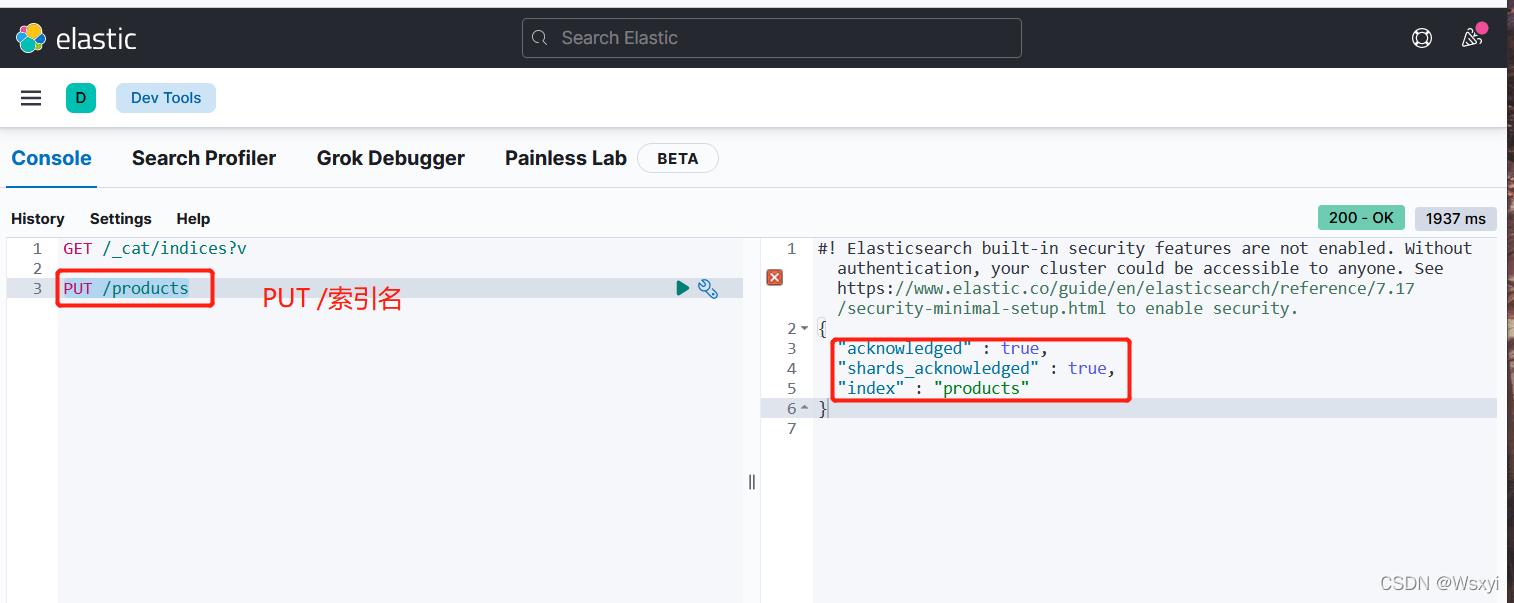 elastic
Search Elastic
D
Dev Tools
Console
Search Profiler
Grok Debugger
Painless Lab
BETA
History
Settings
Help
200 - OK
1937 ms
1 GET /_cat/indices?v
2
3 PUT /products
PUT /索引名
1 #! Elasticsearch built-in security features are not enabled. Without
authentication, your cluster could be accessible to anyone. See
https://www.elastic.co/guide/en/elasticsearch/reference/7.17
/security-minimal-setup.html to enable security.
2 {
3 "acknowledged" : true,
4 "shards_acknowledged" : true,
5 "index" : "products"
6 }
7
CSDN @Wsxyi